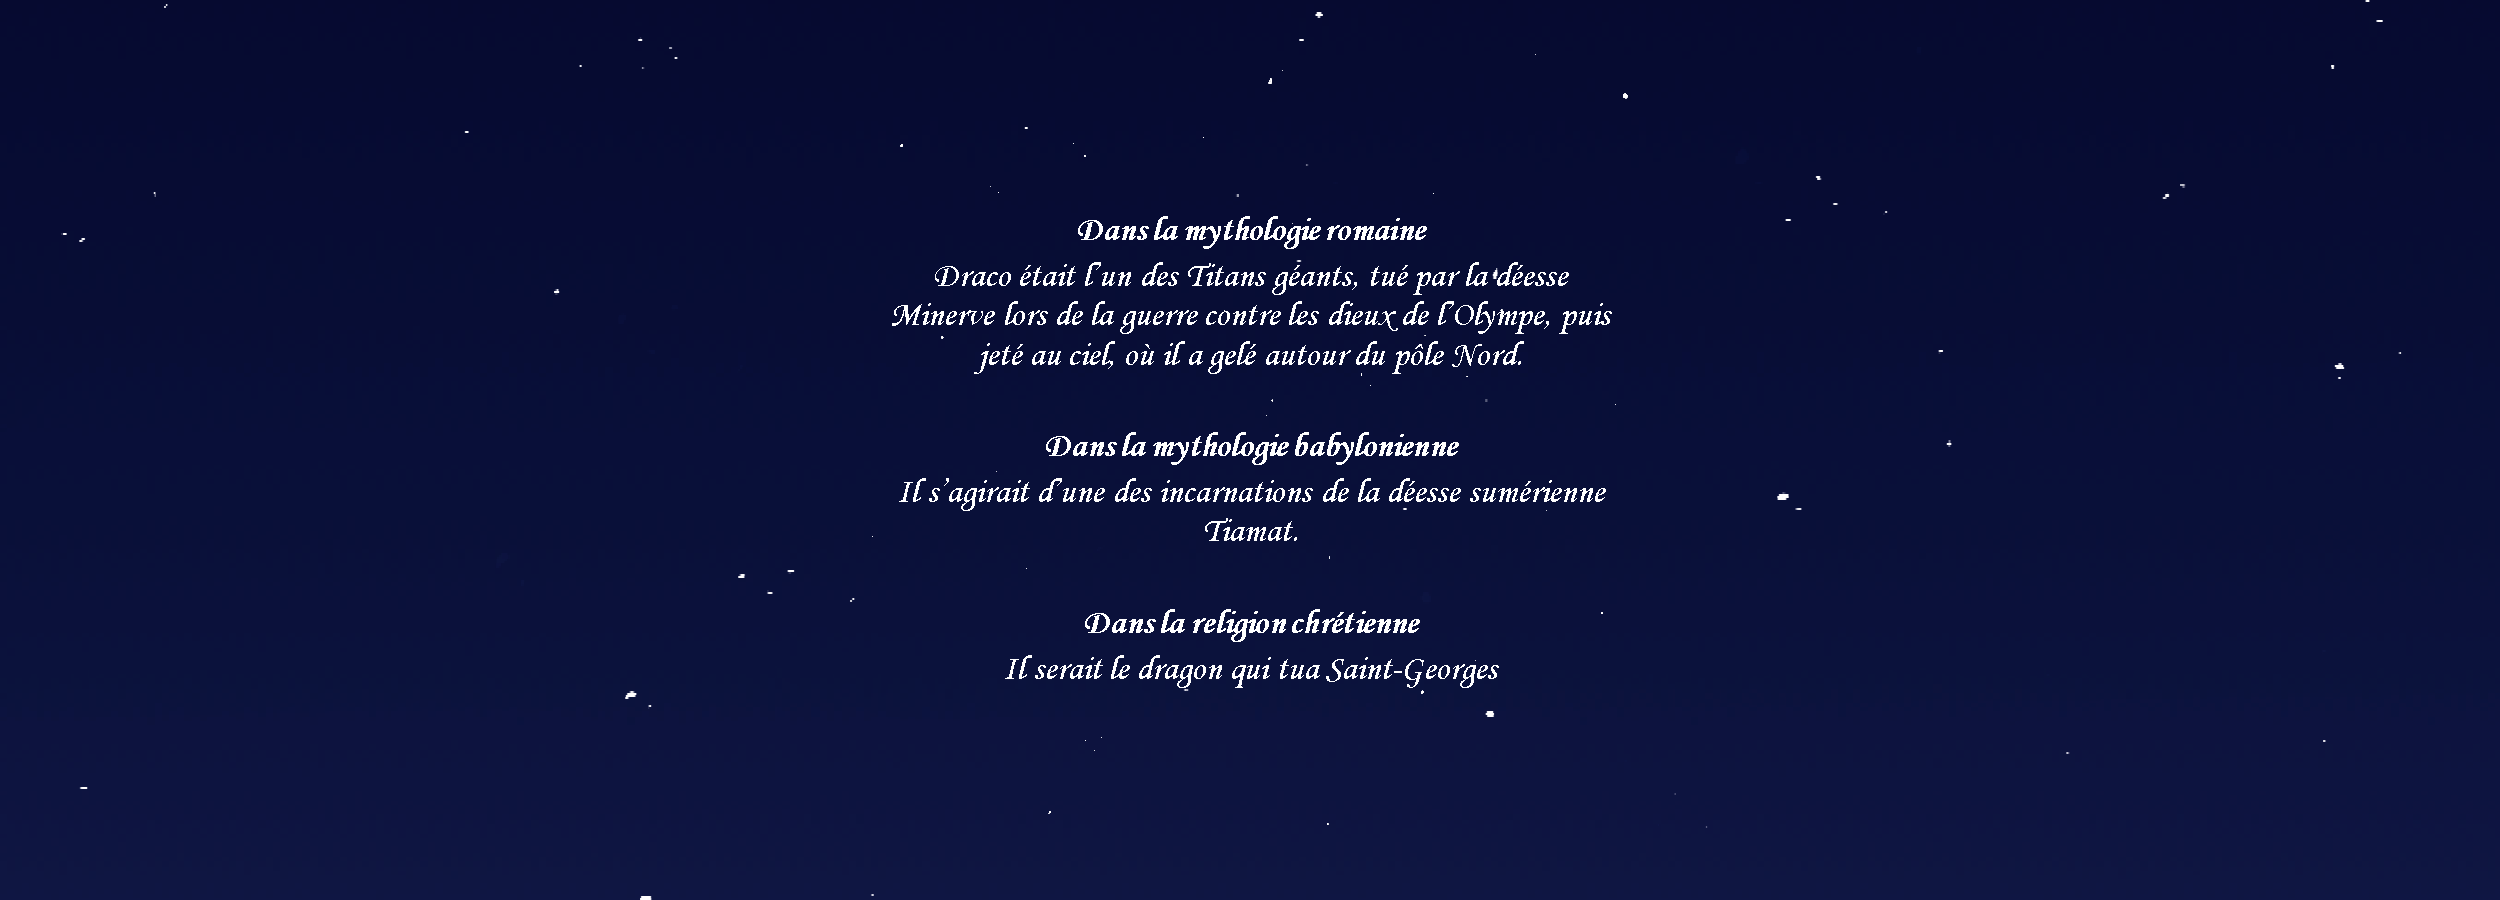 Dans la mythologie romaine
Draco était l'un des Titans géants, tué par la déesse
Minerve lors de la guerre contre les dieux de l'Olympe, puis
jeté au ciel, où il a gelé autour du pôle Nord.
Dans la mythologie babylonienne
Il s'agirait d'une des incarnations de la déesse sumérienne
Tiamat.
Dans la religion chrétienne
Il serait le dragon qui tua Saint-Georges